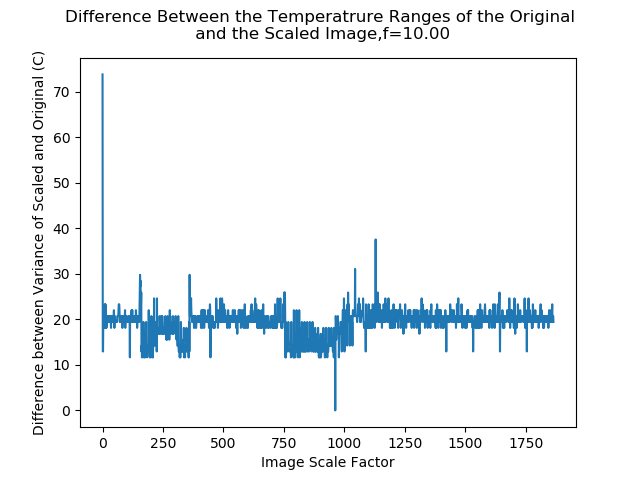 Difference Between the Temperatrure Ranges of the Original
and the Scaled Image,f=10.00
Difference between Variance of Scaled and Original (C)
70
60
50
40
30
20
10
0
0 250 500 750 1000 1250 1500 1750
Image Scale Factor